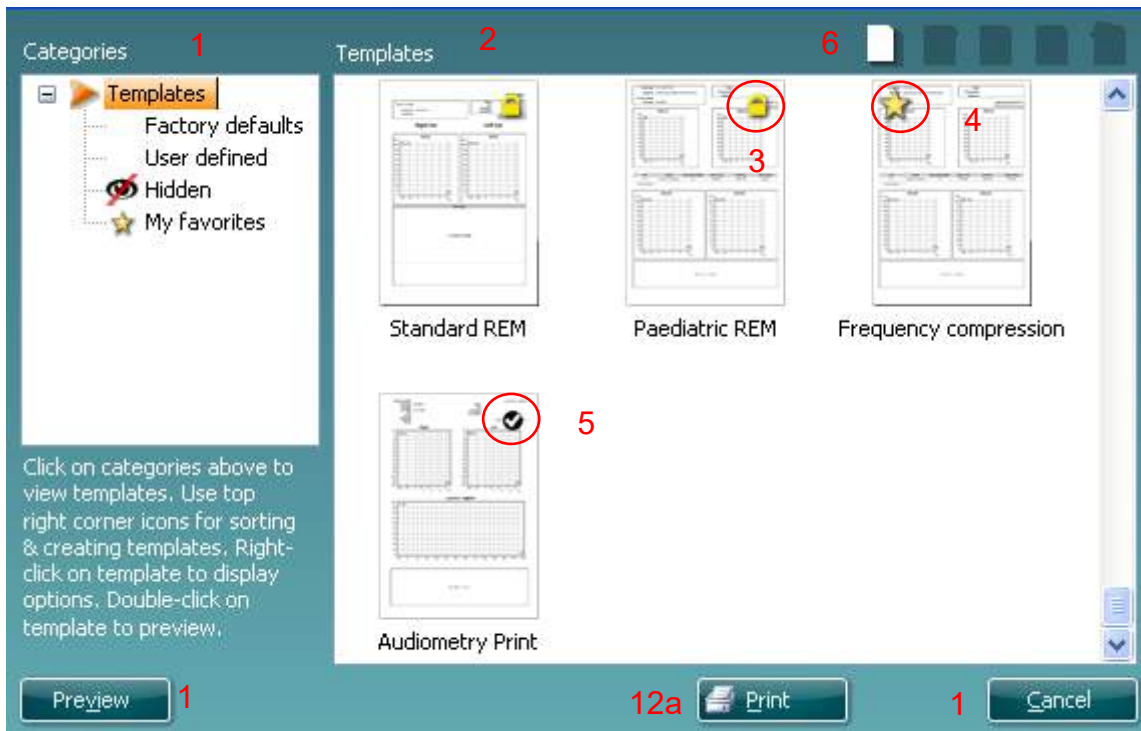 Categories 1
Templates 2
6
Templates
Factory defaults
User defined
Hidden
My favorites
3
4
Standard REM
Paediatric REM
Frequency compression
5
Audiometry Print
Click on categories above to
view templates. Use top
right corner icons for sorting
& creating templates. Right-
click on template to display
options. Double-click on
template to preview.
Preview 1
12a Print
1 Cancel